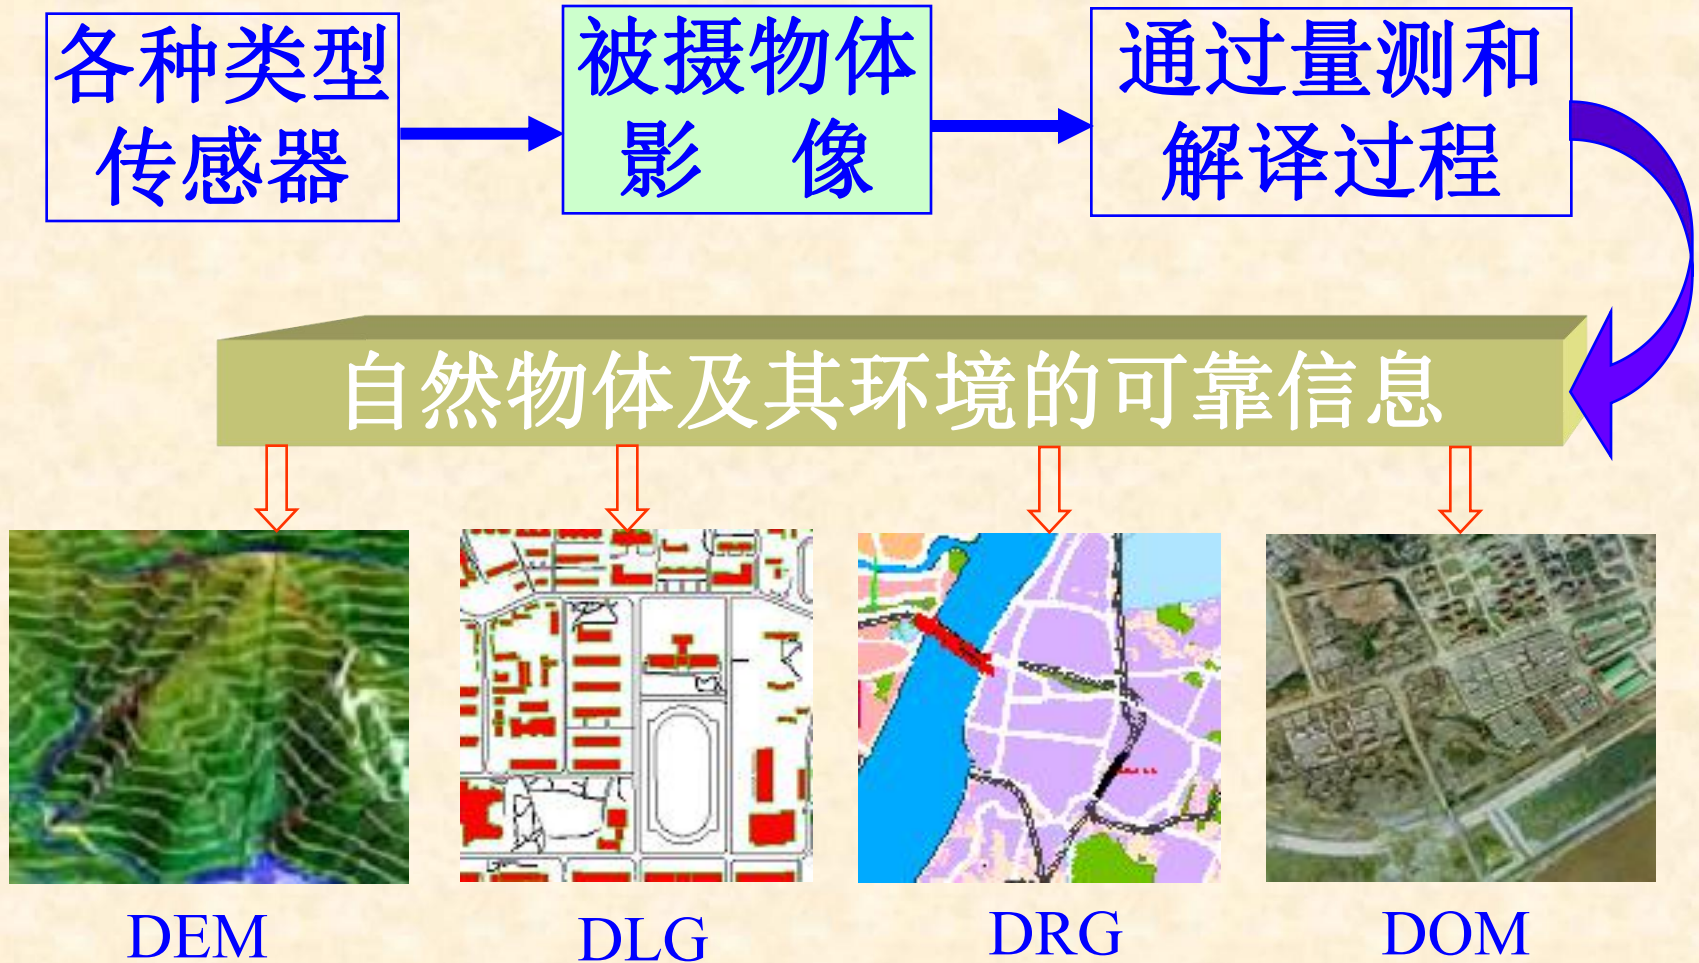 各种类型
传感器
被摄物体
影 像
通过量测和
解译过程
自然物体及其环境的可靠信息
DEM
DLG
DRG
DOM